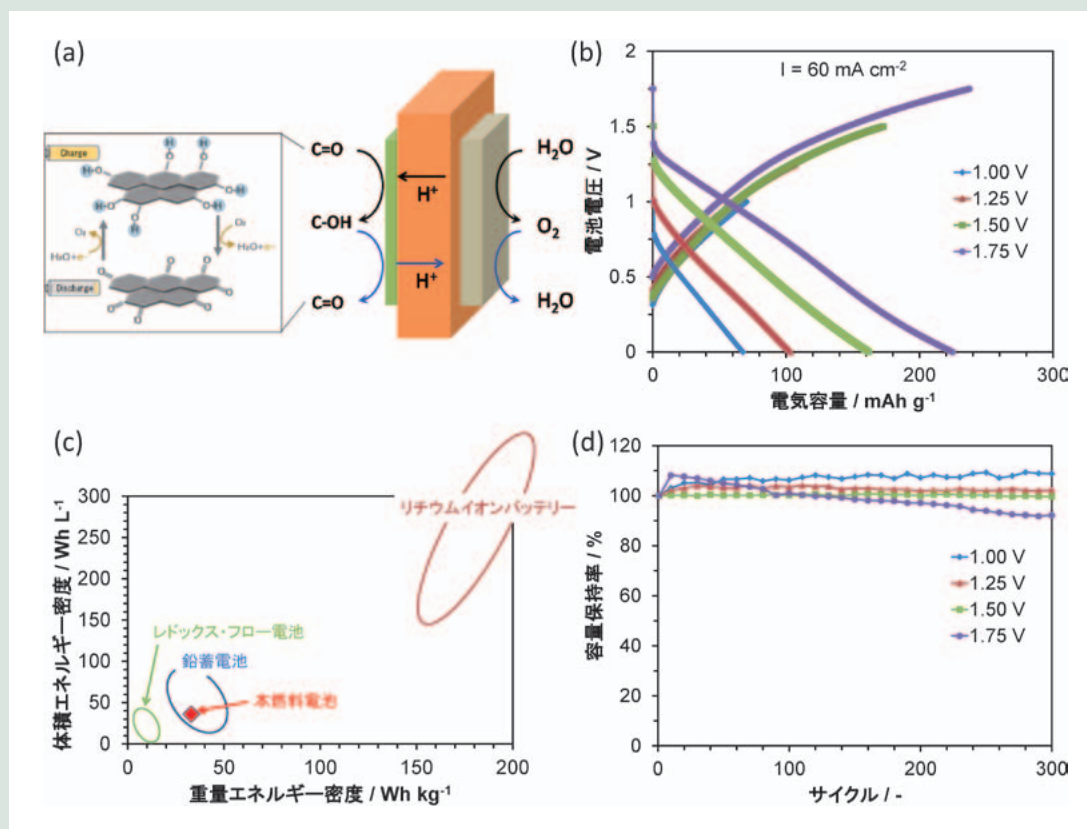 (a)
Charge
H
H
H
H
H
H
H
O
O
O
O
O
O
O
O₂
H₂O+e-
O₂
H₂O+e-
Discharge
O
O
O
O
O
O
C=O
C-OH
C=O
H⁺
H⁺
H₂O
O₂
H₂O
(b)
I = 60 mA cm⁻²
電池電圧 / V
2
1.5
1
0.5
0
0
100
200
300
電気容量 / mAh g⁻¹
1.00 V
1.25 V
1.50 V
1.75 V
(c)
体積エネルギー密度 / Wh L⁻¹
300
250
200
150
100
50
0
0
50
100
150
200
重量エネルギー密度 / Wh kg⁻¹
リチウムイオンバッテリー
レドックス・フロー電池
鉛蓄電池
本燃料電池
(d)
容量保持率 / %
120
100
80
60
40
20
0
0
100
200
300
サイクル / -
1.00 V
1.25 V
1.50 V
1.75 V